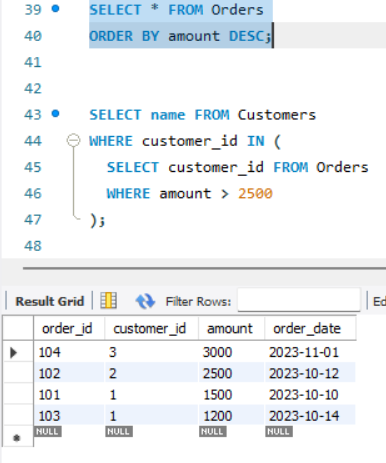 39 SELECT * FROM Orders
40 ORDER BY amount DESC;
41
42
43 SELECT name FROM Customers
44 WHERE customer_id IN (
45 SELECT customer_id FROM Orders
46 WHERE amount > 2500
47 );
48
Result Grid Filter Rows: Ed
order_id customer_id amount order_date
104 3 3000 2023-11-01
102 2 2500 2023-10-12
101 1 1500 2023-10-10
103 1 1200 2023-10-14
NULL NULL NULL NULL